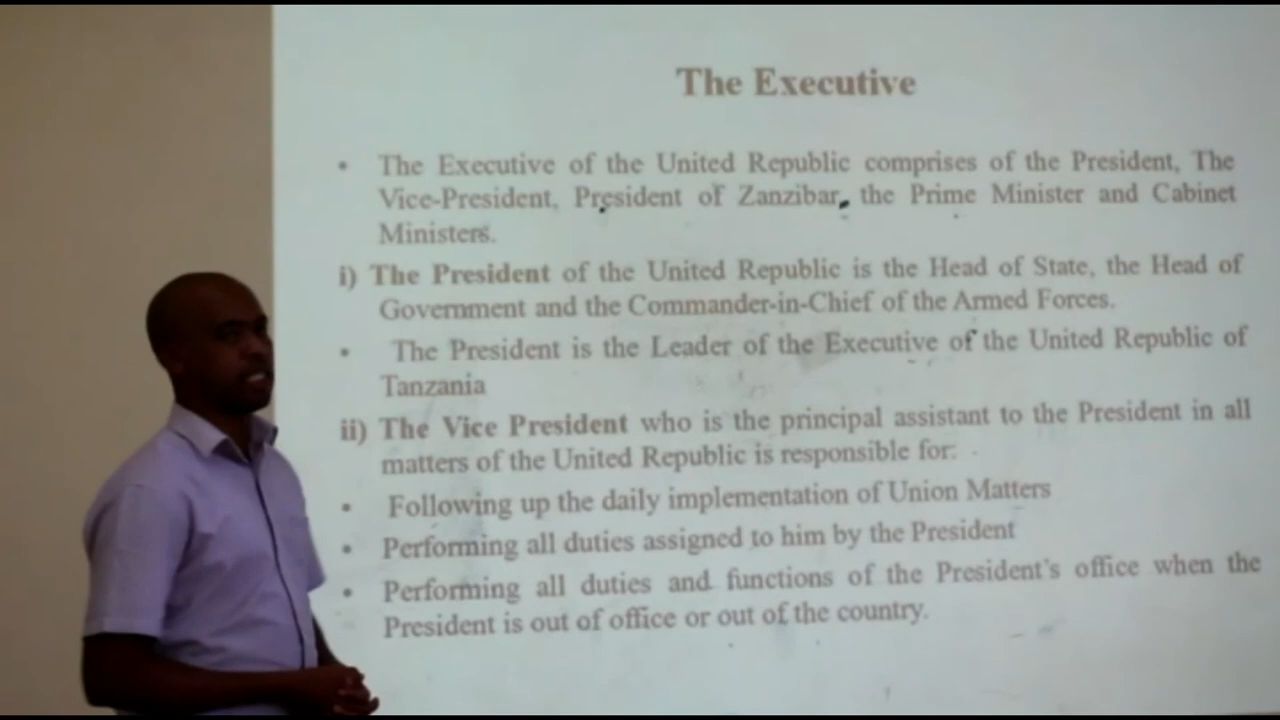 The Executive
• The Executive of the United Republic comprises of the President, The
Vice-President, President of Zanzibar, the Prime Minister and Cabinet
Ministers.
i) The President of the United Republic is the Head of State, the Head of
Government and the Commander-in-Chief of the Armed Forces.
• The President is the Leader of the Executive of the United Republic of
Tanzania
ii) The Vice President who is the principal assistant to the President in all
matters of the United Republic is responsible for:
• Following up the daily implementation of Union Matters
• Performing all duties assigned to him by the President
• Performing all duties and functions of the President's office when the
President is out of office or out of the country.